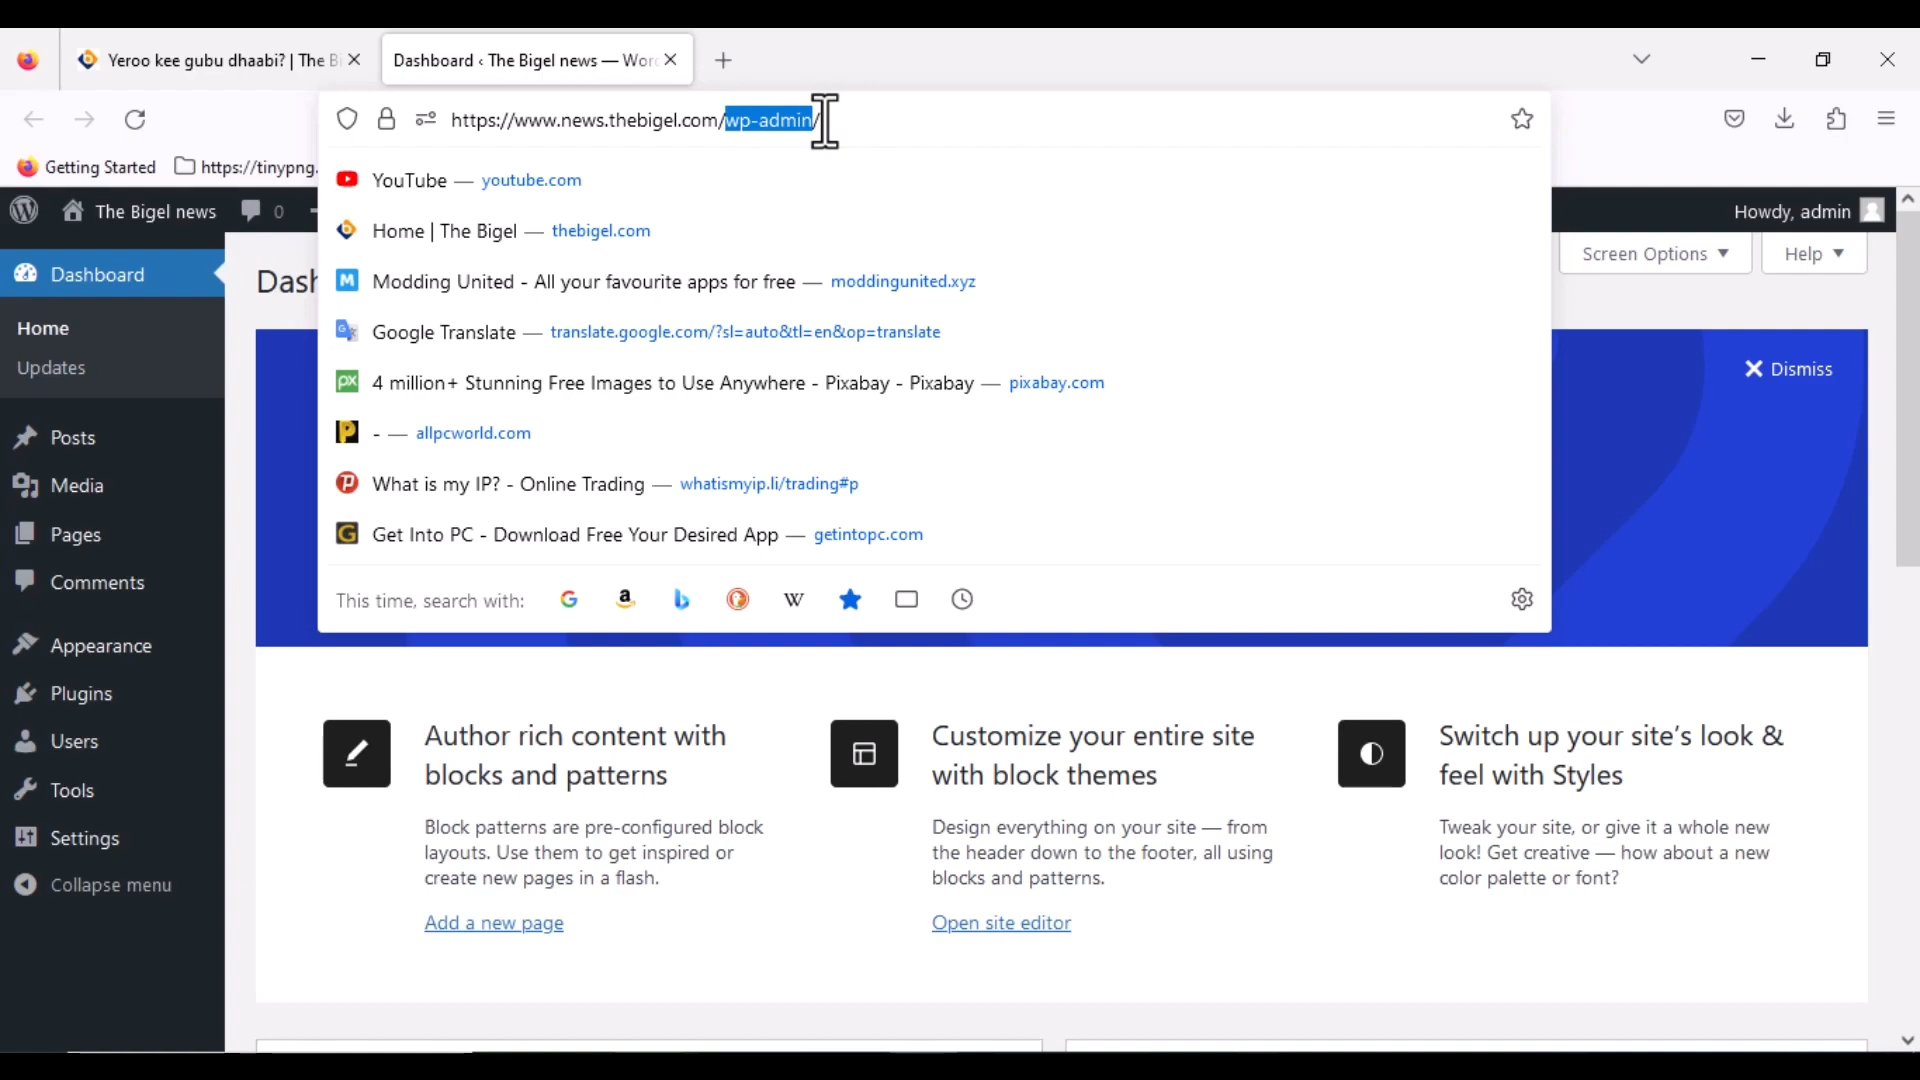 Yeroo kee gubu dhaabi? | The B
Dashboard ‹ The Bigel news — Word
https://www.news.thebigel.com/wp-admin/
Getting Started
https://tinypng.
YouTube — youtube.com
Home | The Bigel — thebigel.com
Modding United - All your favourite apps for free — moddingunited.xyz
Google Translate — translate.google.com/?sl=auto&tl=en&op=translate
4 million+ Stunning Free Images to Use Anywhere - Pixabay - Pixabay — pixabay.com
- — allpcworld.com
What is my IP? - Online Trading — whatismyip.li/trading#p
Get Into PC - Download Free Your Desired App — getintopc.com
This time, search with:
The Bigel news
0
Howdy, admin
Screen Options
Help
Dashboard
Home
Updates
Posts
Media
Pages
Comments
Appearance
Plugins
Users
Tools
Settings
Collapse menu
Dash
Dismiss
Author rich content with
blocks and patterns
Block patterns are pre-configured block
layouts. Use them to get inspired or
create new pages in a flash.
Add a new page
Customize your entire site
with block themes
Design everything on your site — from
the header down to the footer, all using
blocks and patterns.
Open site editor
Switch up your site’s look &
feel with Styles
Tweak your site, or give it a whole new
look! Get creative — how about a new
color palette or font?